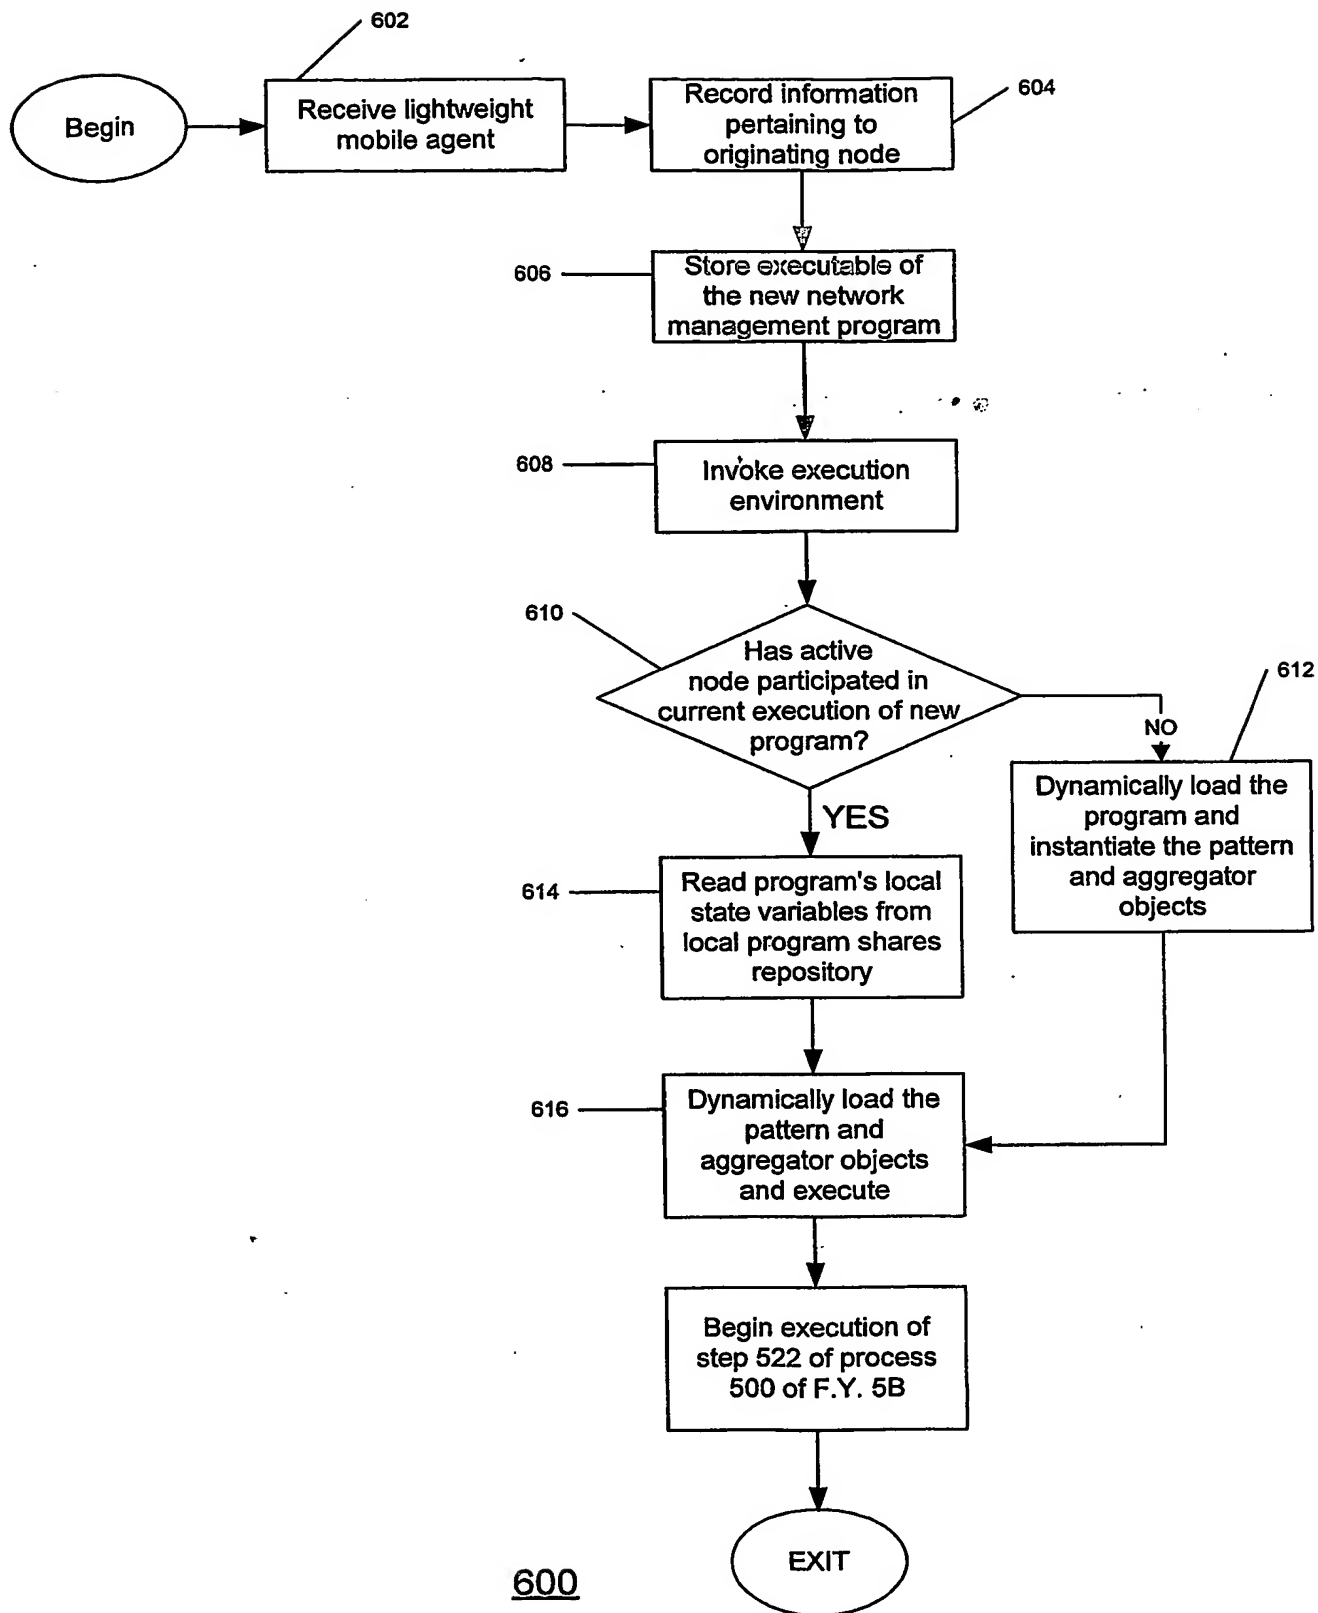 602
Begin
Receive lightweight
mobile agent
Record information
pertaining to
originating node
604
606
Store executable of
the new network
management program
608
Invoke execution
environment
610
Has active
node participated in
current execution of new
program?
612
NO
Dynamically load the
program and
instantiate the pattern
and aggregator
objects
YES
614
Read program's local
state variables from
local program shares
repository
616
Dynamically load the
pattern and
aggregator objects
and execute
Begin execution of
step 522 of process
500 of F.Y. 5B
EXIT
600